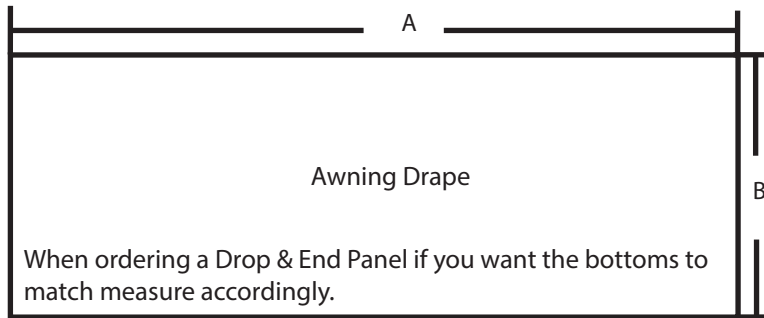 A
Awning Drape
B
When ordering a Drop & End Panel if you want the bottoms to
match measure accordingly.